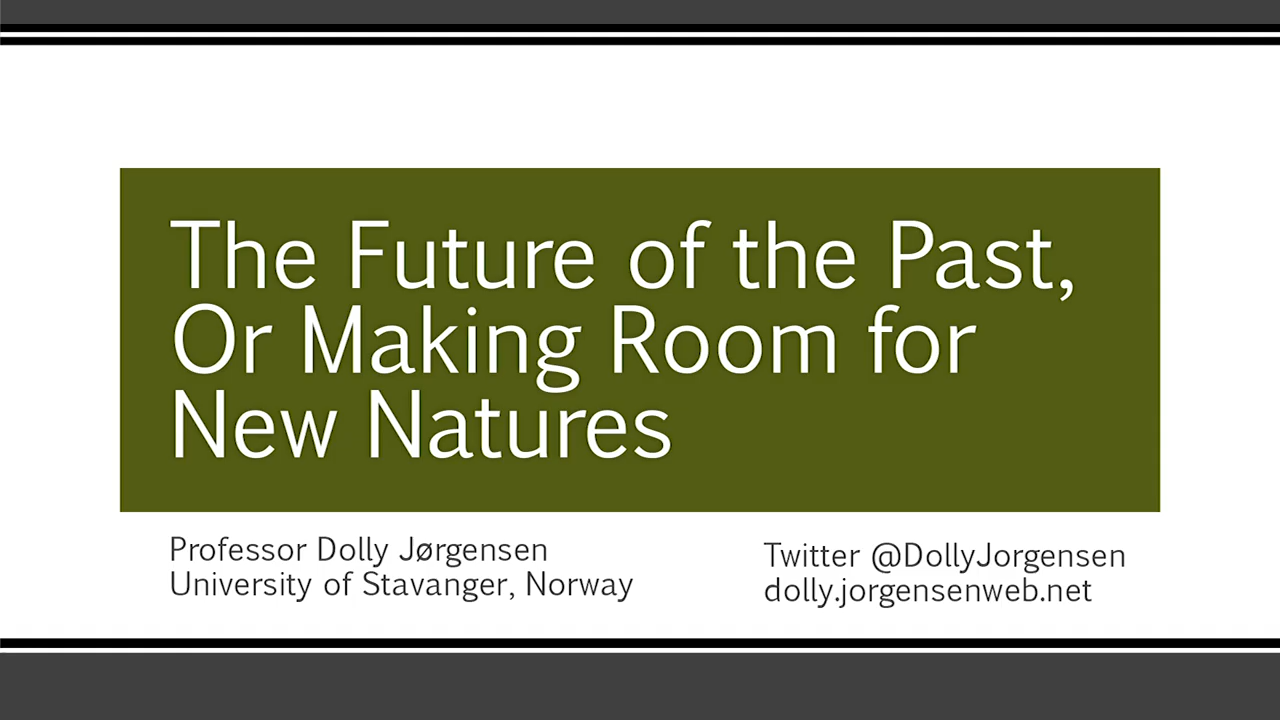 The Future of the Past,
Or Making Room for
New Natures
Professor Dolly Jørgensen
University of Stavanger, Norway
Twitter @DollyJorgensen
dolly.jorgensenweb.net